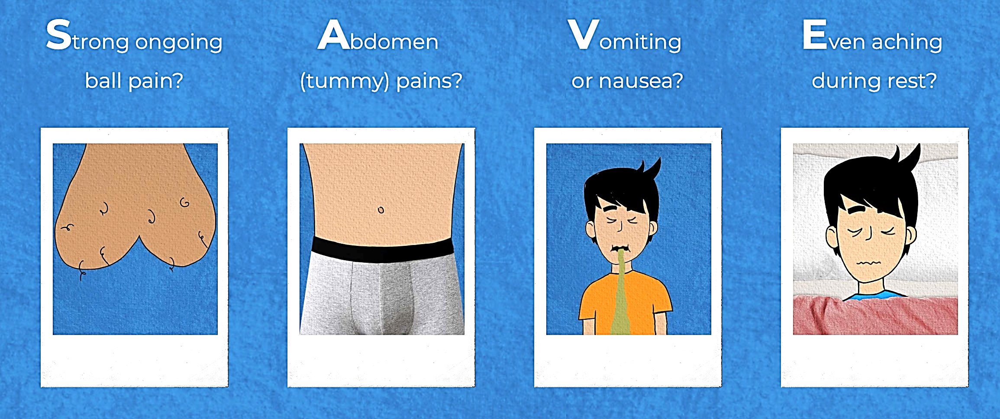 Strong ongoing
ball pain?
Abdomen
(tummy) pains?
Vomiting
or nausea?
Even aching
during rest?